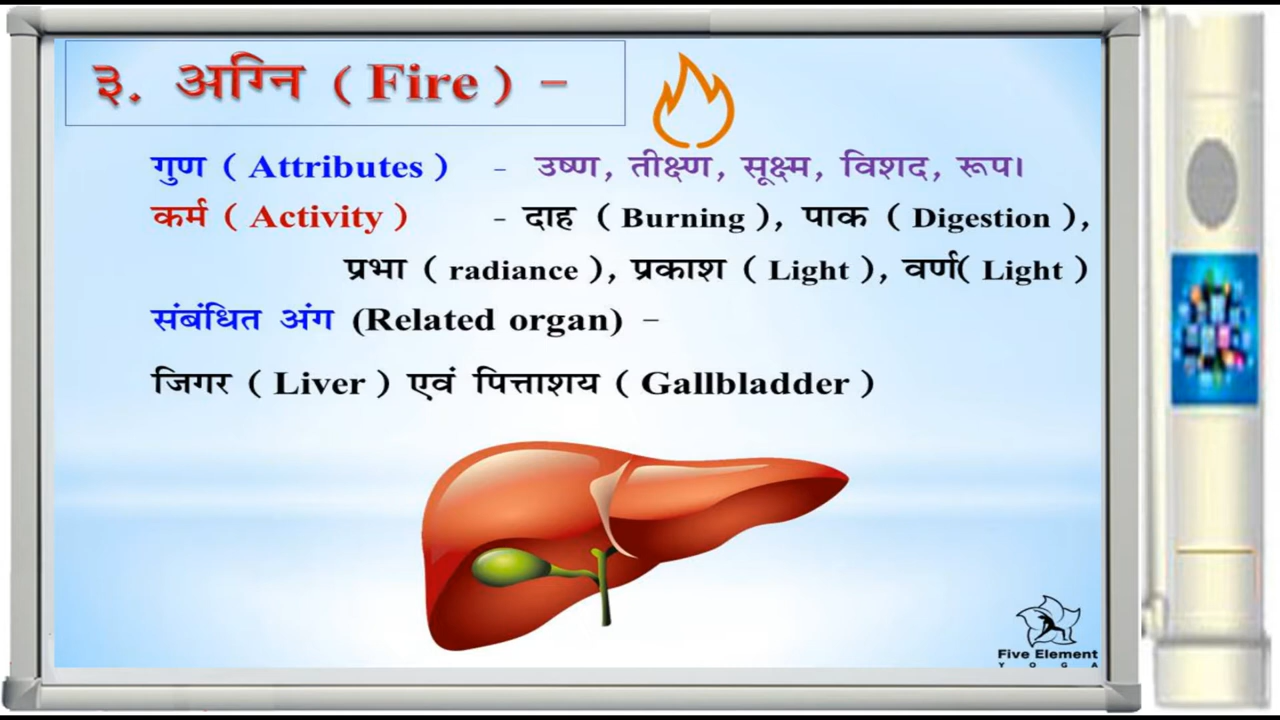 ३. अग्नि ( Fire ) -
गुण ( Attributes ) - उष्ण, तीक्ष्ण, सूक्ष्म, विशद, रूप।
कर्म ( Activity ) - दाह ( Burning ), पाक ( Digestion ),
प्रभा ( radiance ), प्रकाश ( Light ), वर्ण( Light )
संबंधित अंग (Related organ) -
जिगर ( Liver ) एवं पित्ताशय ( Gallbladder )
Five Element
YOGA